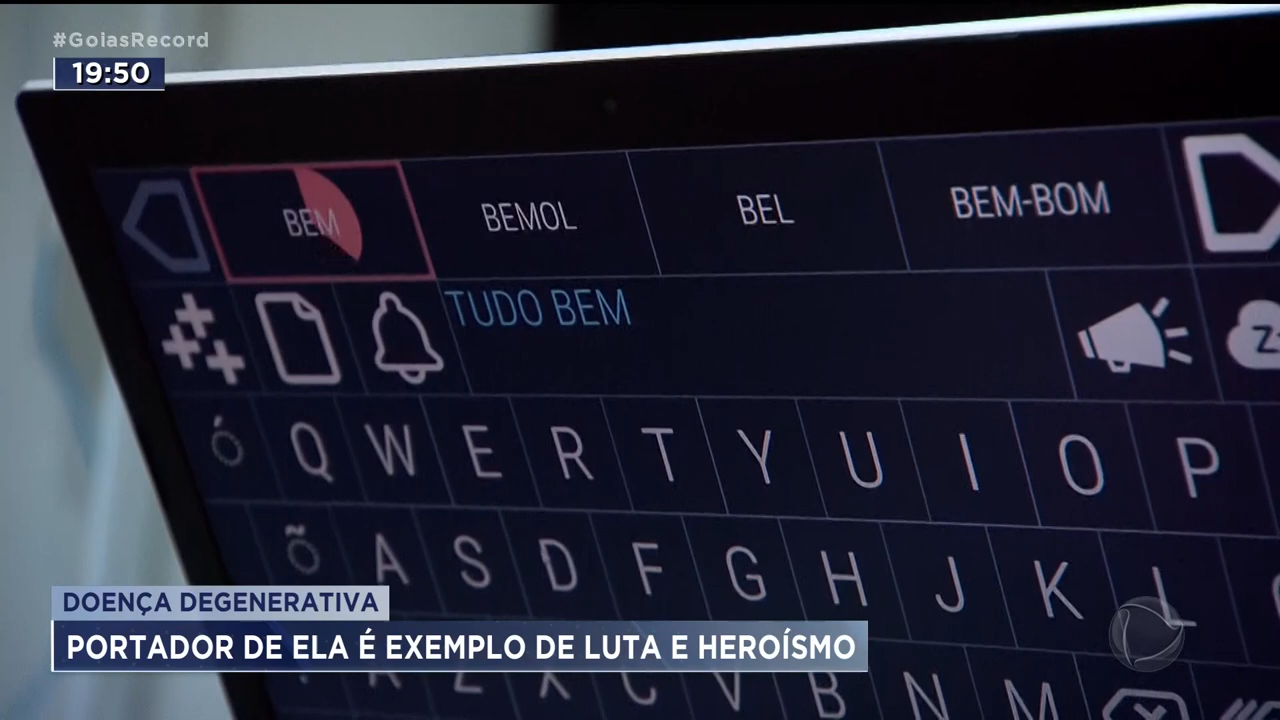 #GoiasRecord
19:50
BEM BEMOL BEL BEM-BOM
TUDO BEM
Q W E R T Y U I O P
A S D F G H J K L
Z X C V B N M
DOENÇA DEGENERATIVA
PORTADOR DE ELA É EXEMPLO DE LUTA E HEROÍSMO